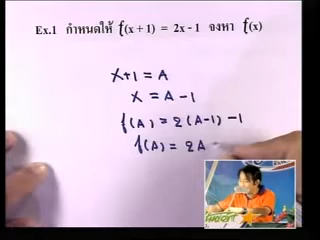 Ex.1 กำหนดให้ f(x + 1) = 2x - 1 จงหา f(x)
x+1 = A
x = A - 1
f(A) = 2(A-1) - 1
f(A) = 2A -